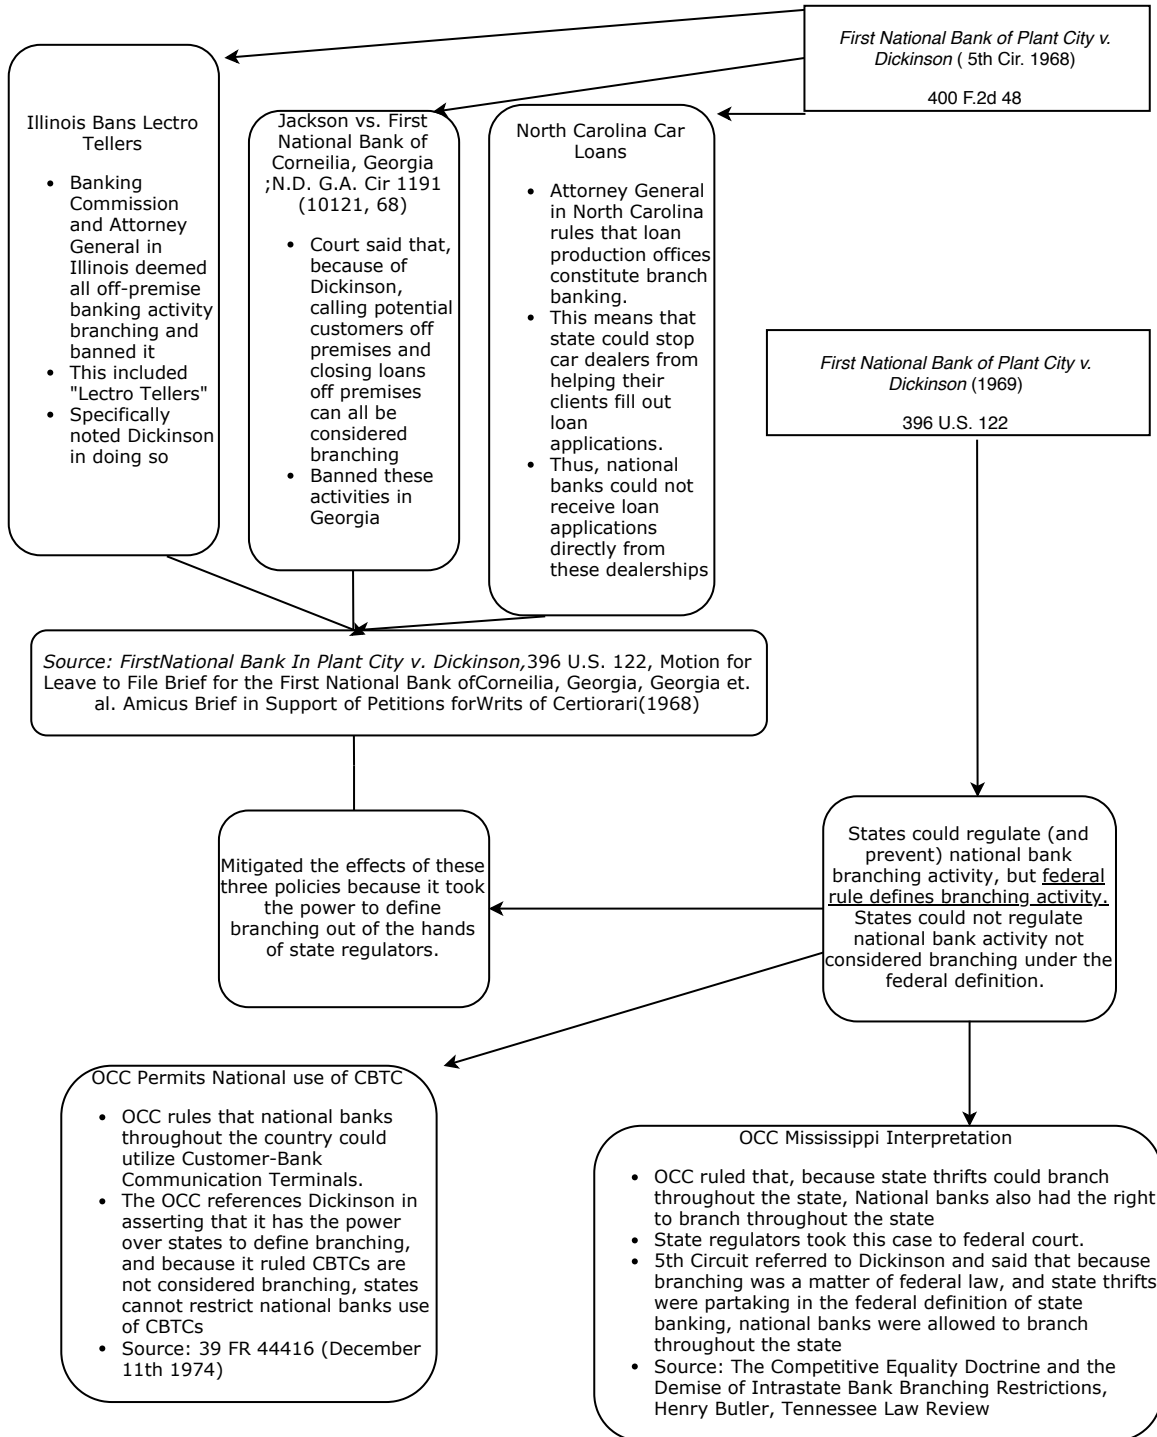 First National Bank of Plant City v.
Dickinson ( 5th Cir. 1968)
400 F.2d 48
Illinois Bans Lectro
Tellers
• Banking
Commission
and Attorney
General in
Illinois deemed
all off-premise
banking activity
branching and
banned it
• This included
"Lectro Tellers"
• Specifically
noted Dickinson
in doing so
Jackson vs. First
National Bank of
Corneilia, Georgia
;N.D. G.A. Cir 1191
(10121, 68)
• Court said that,
because of
Dickinson,
calling potential
customers off
premises and
closing loans
off premises
can all be
considered
branching
• Banned these
activities in
Georgia
North Carolina Car
Loans
• Attorney General
in North Carolina
rules that loan
production offices
constitute branch
banking.
• This means that
state could stop
car dealers from
helping their
clients fill out
loan
applications.
• Thus, national
banks could not
receive loan
applications
directly from
these dealerships
First National Bank of Plant City v.
Dickinson (1969)
396 U.S. 122
Source: FirstNational Bank In Plant City v. Dickinson,396 U.S. 122, Motion for
Leave to File Brief for the First National Bank ofCorneilia, Georgia, Georgia et.
al. Amicus Brief in Support of Petitions forWrits of Certiorari(1968)
Mitigated the effects of these
three policies because it took
the power to define
branching out of the hands
of state regulators.
States could regulate (and
prevent) national bank
branching activity, but federal
rule defines branching activity.
States could not regulate
national bank activity not
considered branching under the
federal definition.
OCC Permits National use of CBTC
• OCC rules that national banks
throughout the country could
utilize Customer-Bank
Communication Terminals.
• The OCC references Dickinson in
asserting that it has the power
over states to define branching,
and because it ruled CBTCs are
not considered branching, states
cannot restrict national banks use
of CBTCs
• Source: 39 FR 44416 (December
11th 1974)
OCC Mississippi Interpretation
• OCC ruled that, because state thrifts could branch
throughout the state, National banks also had the right
to branch throughout the state
• State regulators took this case to federal court.
• 5th Circuit referred to Dickinson and said that because
branching was a matter of federal law, and state thrifts
were partaking in the federal definition of state
banking, national banks were allowed to branch
throughout the state
• Source: The Competitive Equality Doctrine and the
Demise of Intrastate Bank Branching Restrictions,
Henry Butler, Tennessee Law Review